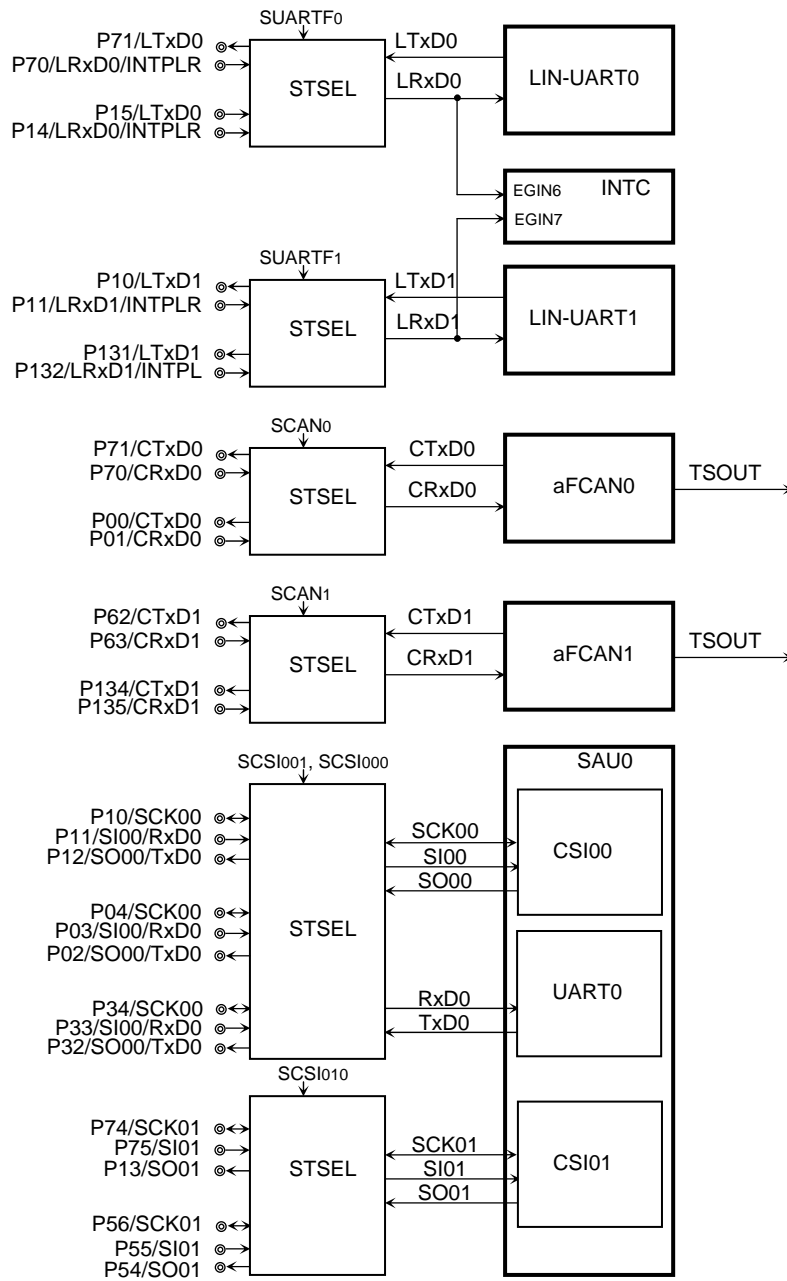 SUARTF0
P71/LTxD0
P70/LRxD0/INTPLR
P15/LTxD0
P14/LRxD0/INTPLR
STSEL
LTxD0
LRxD0
LIN-UART0
EGIN6
INTC
EGIN7
SUARTF1
P10/LTxD1
P11/LRxD1/INTPLR
P131/LTxD1
P132/LRxD1/INTPL
STSEL
LTxD1
LRxD1
LIN-UART1
SCAN0
P71/CTxD0
P70/CRxD0
P00/CTxD0
P01/CRxD0
STSEL
CTxD0
CRxD0
aFCAN0
TSOUT
SCAN1
P62/CTxD1
P63/CRxD1
P134/CTxD1
P135/CRxD1
STSEL
CTxD1
CRxD1
aFCAN1
TSOUT
SCSI001, SCSI000
P10/SCK00
P11/SI00/RxD0
P12/SO00/TxD0
P04/SCK00
P03/SI00/RxD0
P02/SO00/TxD0
P34/SCK00
P33/SI00/RxD0
P32/SO00/TxD0
STSEL
SAU0
SCK00
SI00
SO00
CSI00
RxD0
TxD0
UART0
SCSI010
P74/SCK01
P75/SI01
P13/SO01
P56/SCK01
P55/SI01
P54/SO01
STSEL
SCK01
SI01
SO01
CSI01